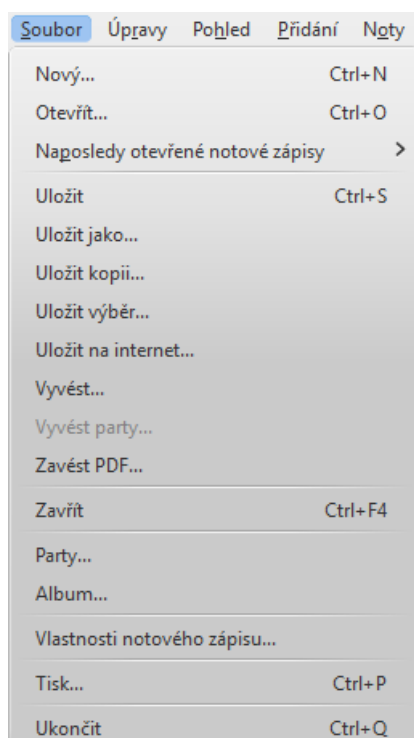 Soubor Úpravy Pohled Přidání Noty
Nový... Ctrl+N
Otevřít... Ctrl+O
Naposledy otevřené notové zápisy
Uložit Ctrl+S
Uložit jako...
Uložit kopii...
Uložit výběr...
Uložit na internet...
Vyvést...
Vyvést party...
Zavést PDF...
Zavřít Ctrl+F4
Party...
Album...
Vlastnosti notového zápisu...
Tisk... Ctrl+P
Ukončit Ctrl+Q